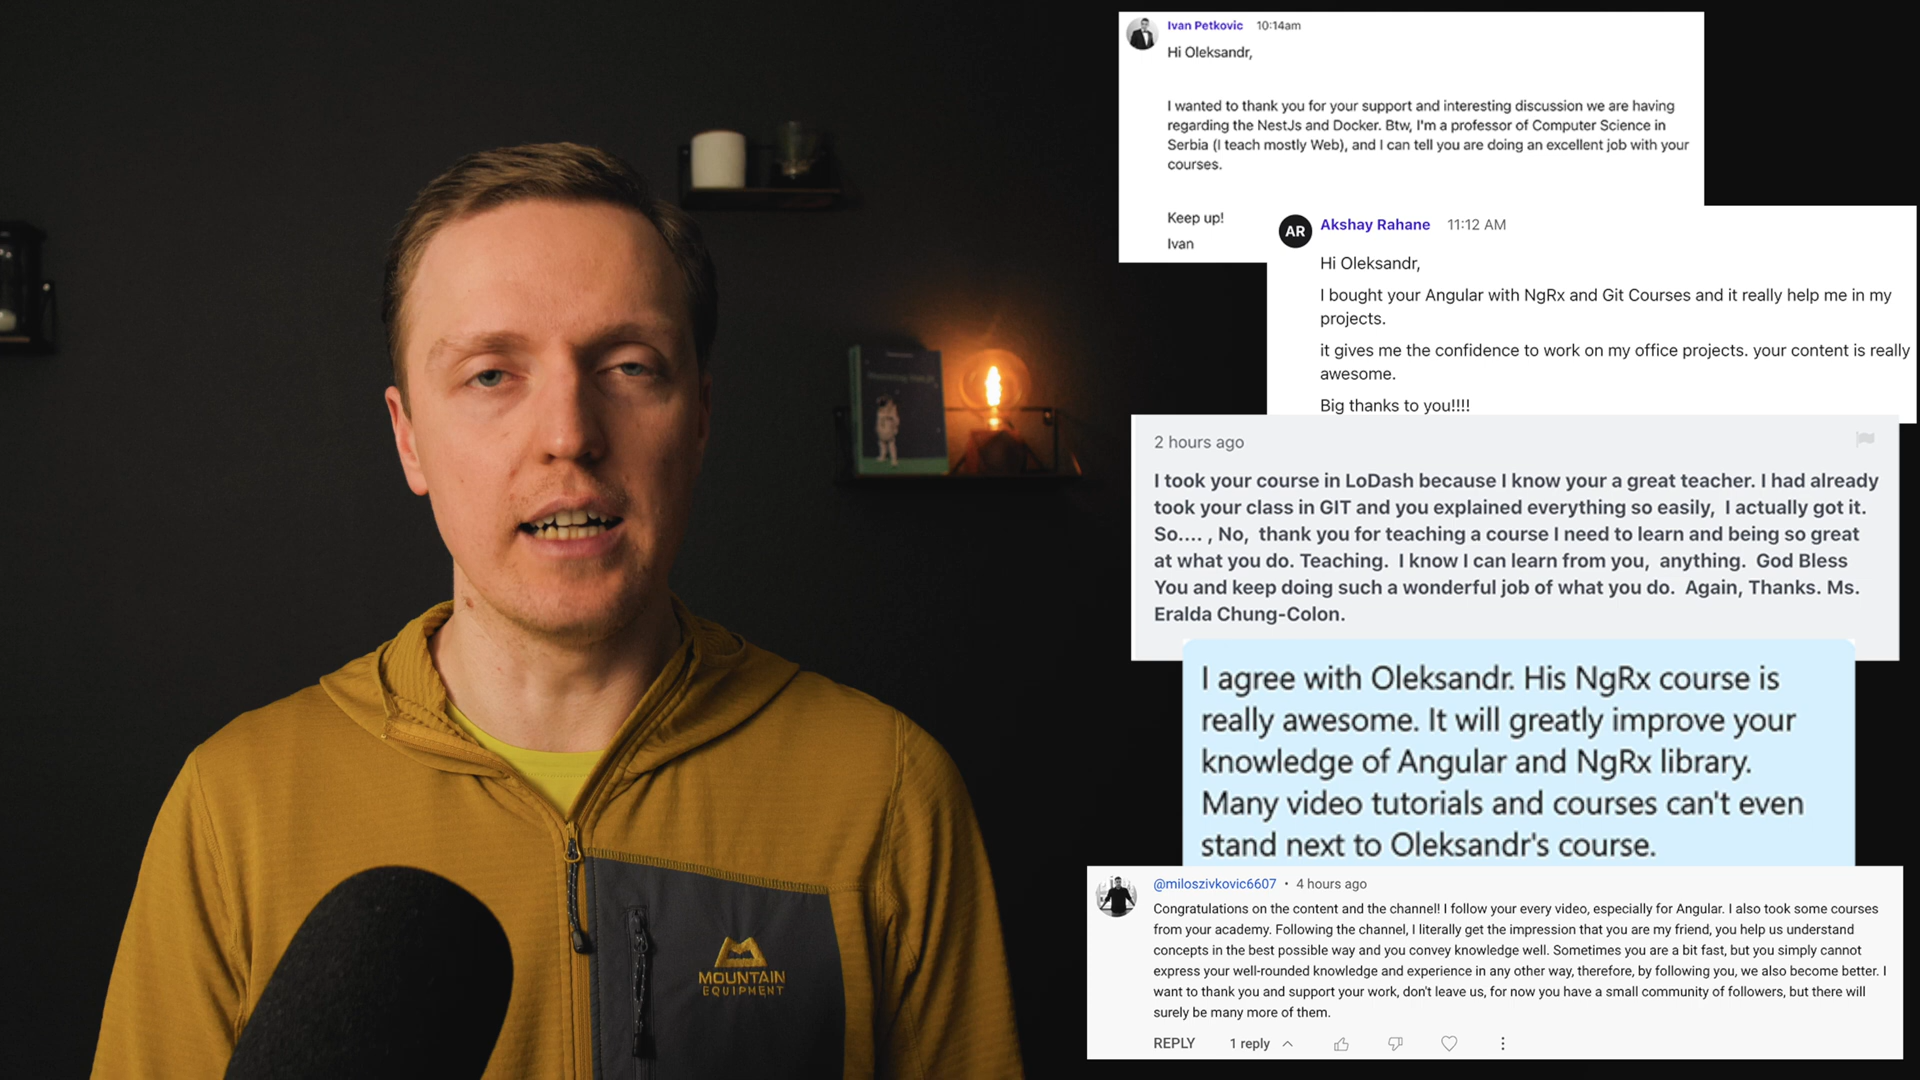 Ivan Petkovic 10:14am
Hi Oleksandr,
I wanted to thank you for your support and interesting discussion we are having
regarding the NestJs and Docker. Btw, I'm a professor of Computer Science in
Serbia (I teach mostly Web), and I can tell you are doing an excellent job with your
courses.
Keep up!
Ivan
AR
Akshay Rahane 11:12 AM
Hi Oleksandr,
I bought your Angular with NgRx and Git Courses and it really help me in my
projects.
it gives me the confidence to work on my office projects. your content is really
awesome.
Big thanks to you!!!!
2 hours ago
I took your course in LoDash because I know your a great teacher. I had already
took your class in GIT and you explained everything so easily, I actually got it.
So.... , No, thank you for teaching a course I need to learn and being so great
at what you do. Teaching. I know I can learn from you, anything. God Bless
You and keep doing such a wonderful job of what you do. Again, Thanks. Ms.
Eralda Chung-Colon.
I agree with Oleksandr. His NgRx course is
really awesome. It will greatly improve your
knowledge of Angular and NgRx library.
Many video tutorials and courses can't even
stand next to Oleksandr's course.
@miloszivkovic6607 • 4 hours ago
Congratulations on the content and the channel! I follow your every video, especially for Angular. I also took some courses
from your academy. Following the channel, I literally get the impression that you are my friend, you help us understand
concepts in the best possible way and you convey knowledge well. Sometimes you are a bit fast, but you simply cannot
express your well-rounded knowledge and experience in any other way, therefore, by following you, we also become better. I
want to thank you and support your work, don't leave us, for now you have a small community of followers, but there will
surely be many more of them.
REPLY 1 reply
MOUNTAIN
EQUIPMENT